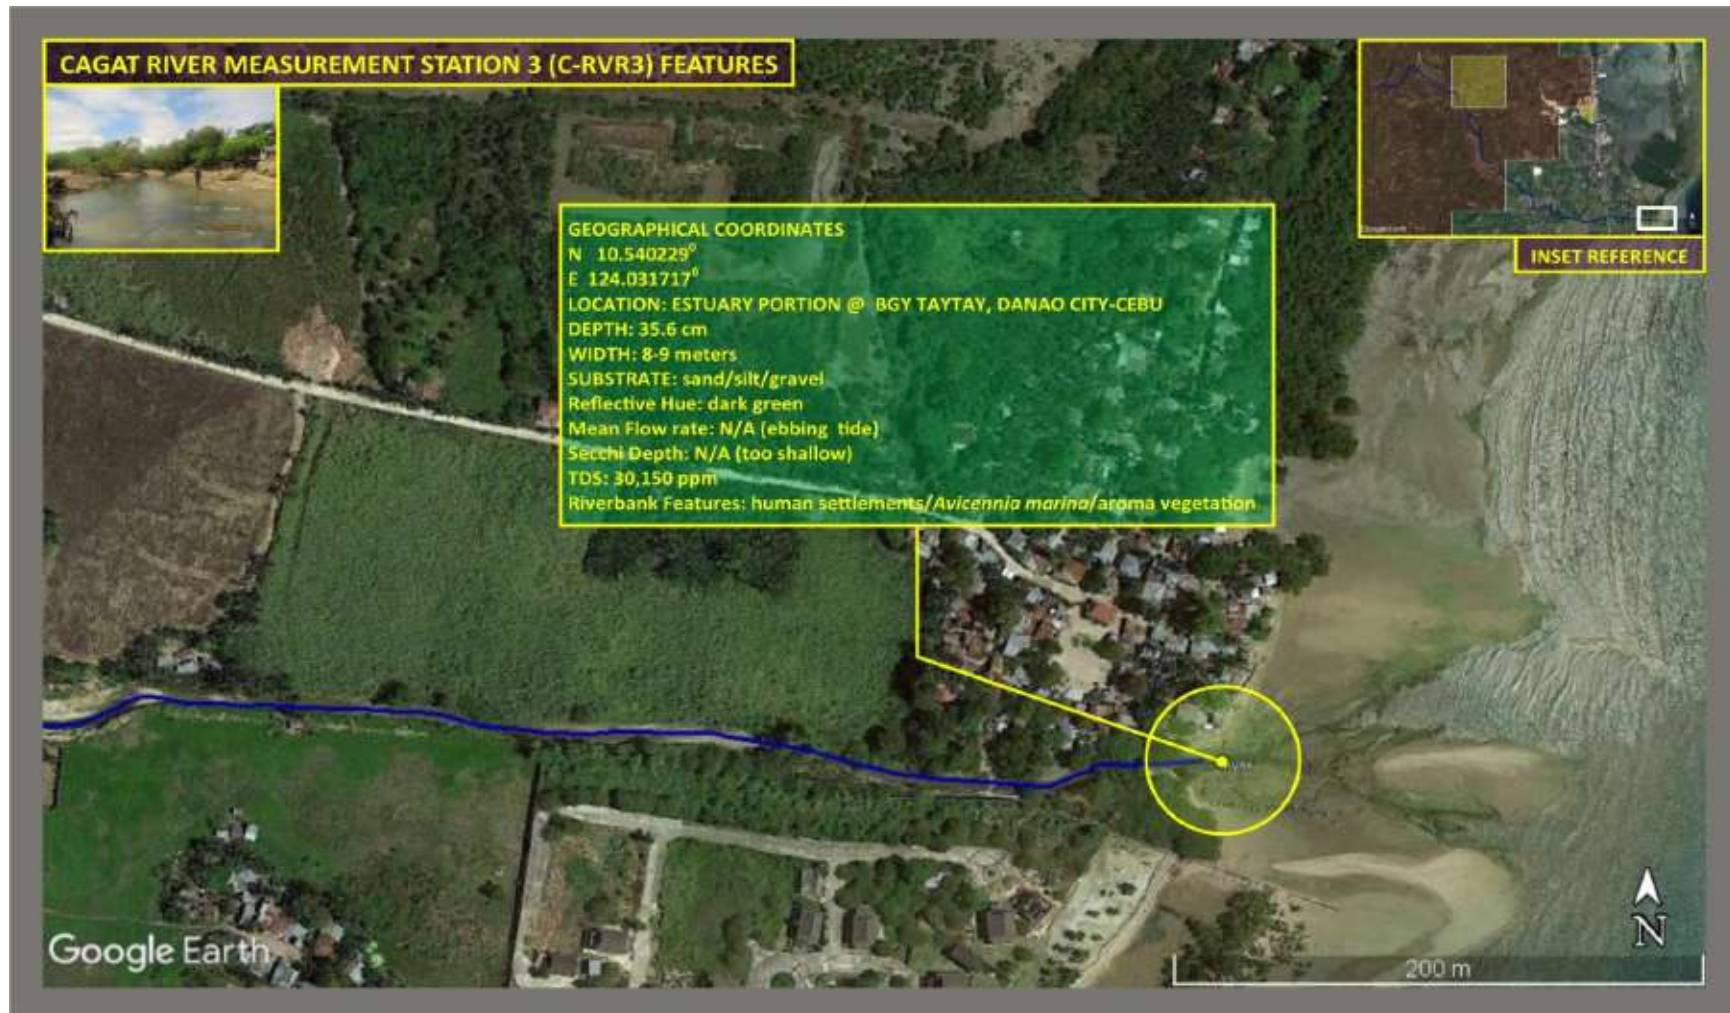 CAGAT RIVER MEASUREMENT STATION 3 (C-RVR3) FEATURES
INSET REFERENCE
GEOGRAPHICAL COORDINATES
N 10.540229⁰
E 124.031717⁰
LOCATION: ESTUARY PORTION @ BGY TAYTAY, DANAO CITY-CEBU
DEPTH: 35.6 cm
WIDTH: 8-9 meters
SUBSTRATE: sand/silt/gravel
Reflective Hue: dark green
Mean Flow rate: N/A (ebbing tide)
Secchi Depth: N/A (too shallow)
TDS: 30,150 ppm
Riverbank Features: human settlements/Avicennia marina/aroma vegetation
N
Google Earth
200 m